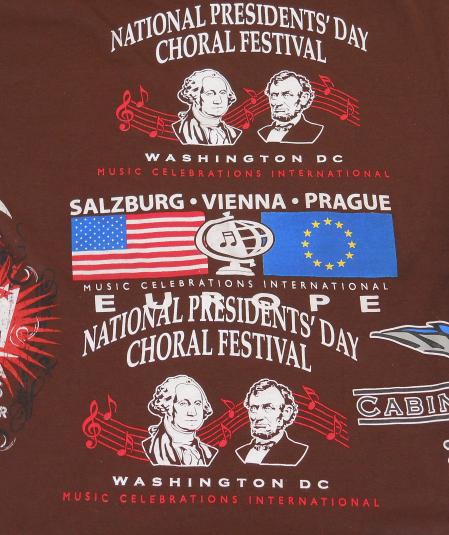 NATIONAL PRESIDENTS' DAY
CHORAL FESTIVAL
WASHINGTON DC
MUSIC CELEBRATIONS INTERNATIONAL
SALZBURG • VIENNA • PRAGUE
MUSIC CELEBRATIONS INTERNATIONAL
EUROPE
NATIONAL PRESIDENTS' DAY
CHORAL FESTIVAL
CABIN
WASHINGTON DC
MUSIC CELEBRATIONS INTERNATIONAL